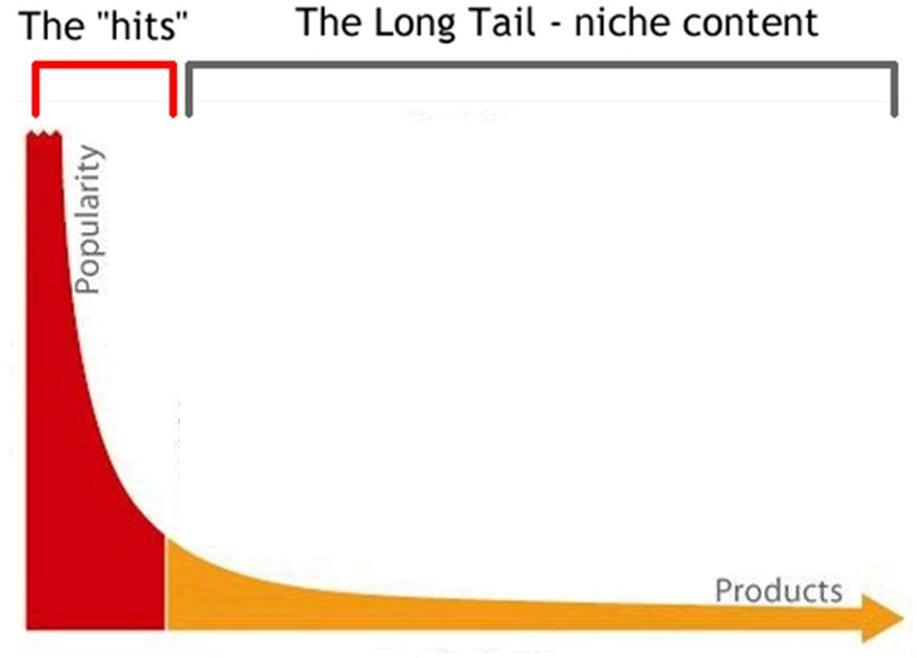 The "hits"
The Long Tail - niche content
Popularity
Products